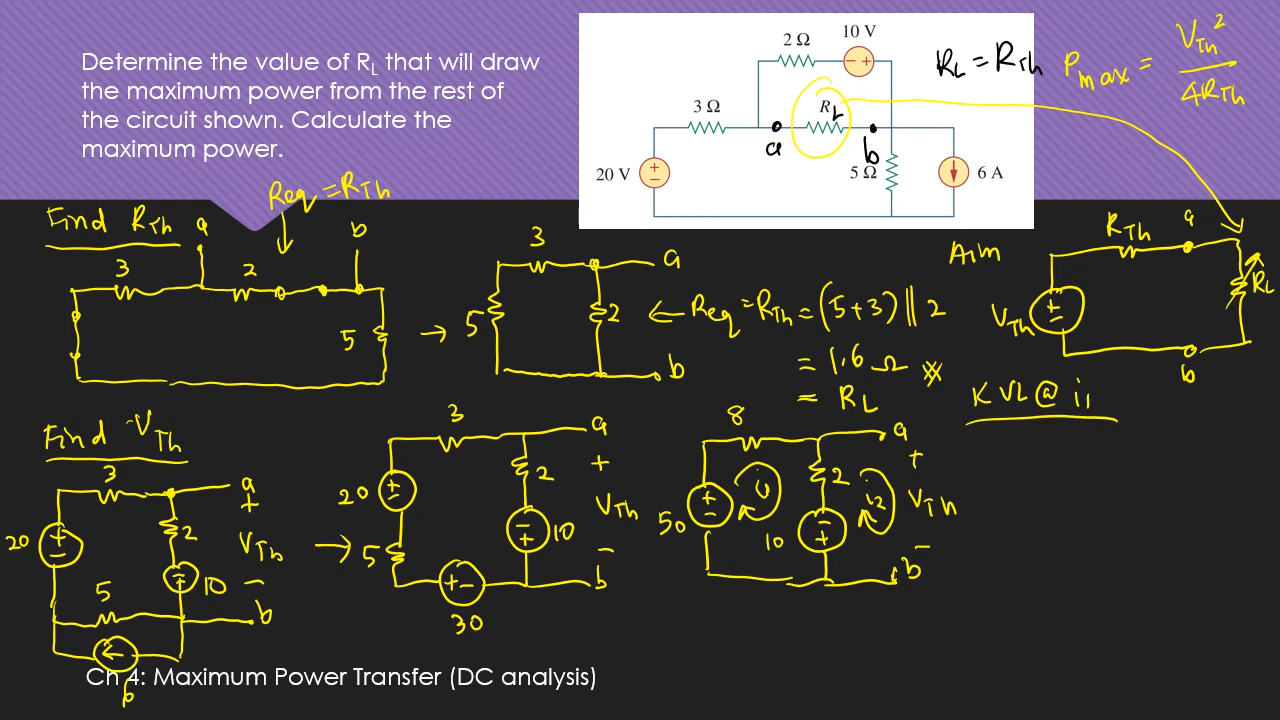 Determine the value of RL that will draw
the maximum power from the rest of
the circuit shown. Calculate the
maximum power.
2 Ω
10 V
- +
3 Ω
RL
a
b
20 V
+
-
5 Ω
6 A
RL = RTh
Pmax = VTh²
4RTh
Req = RTh
Find RTh
a
b
3
2
5
→
3
a
5
2
b
← Req = RTh = (5+3) || 2
= 1.6 Ω
= RL
Aim
RTh
a
VTh
+
-
RL
b
KVL @ i1
Find VTh
3
a
+
20
+
-
2
VTh
-
+
10
-
5
b
←
6
→
3
a
+
20
+
-
2
VTh
-
+
10
5
-
+ -
b
30
8
a
+
50
+
-
i1
2
i2
VTh
10
-
+
-
b
Ch 4: Maximum Power Transfer (DC analysis)